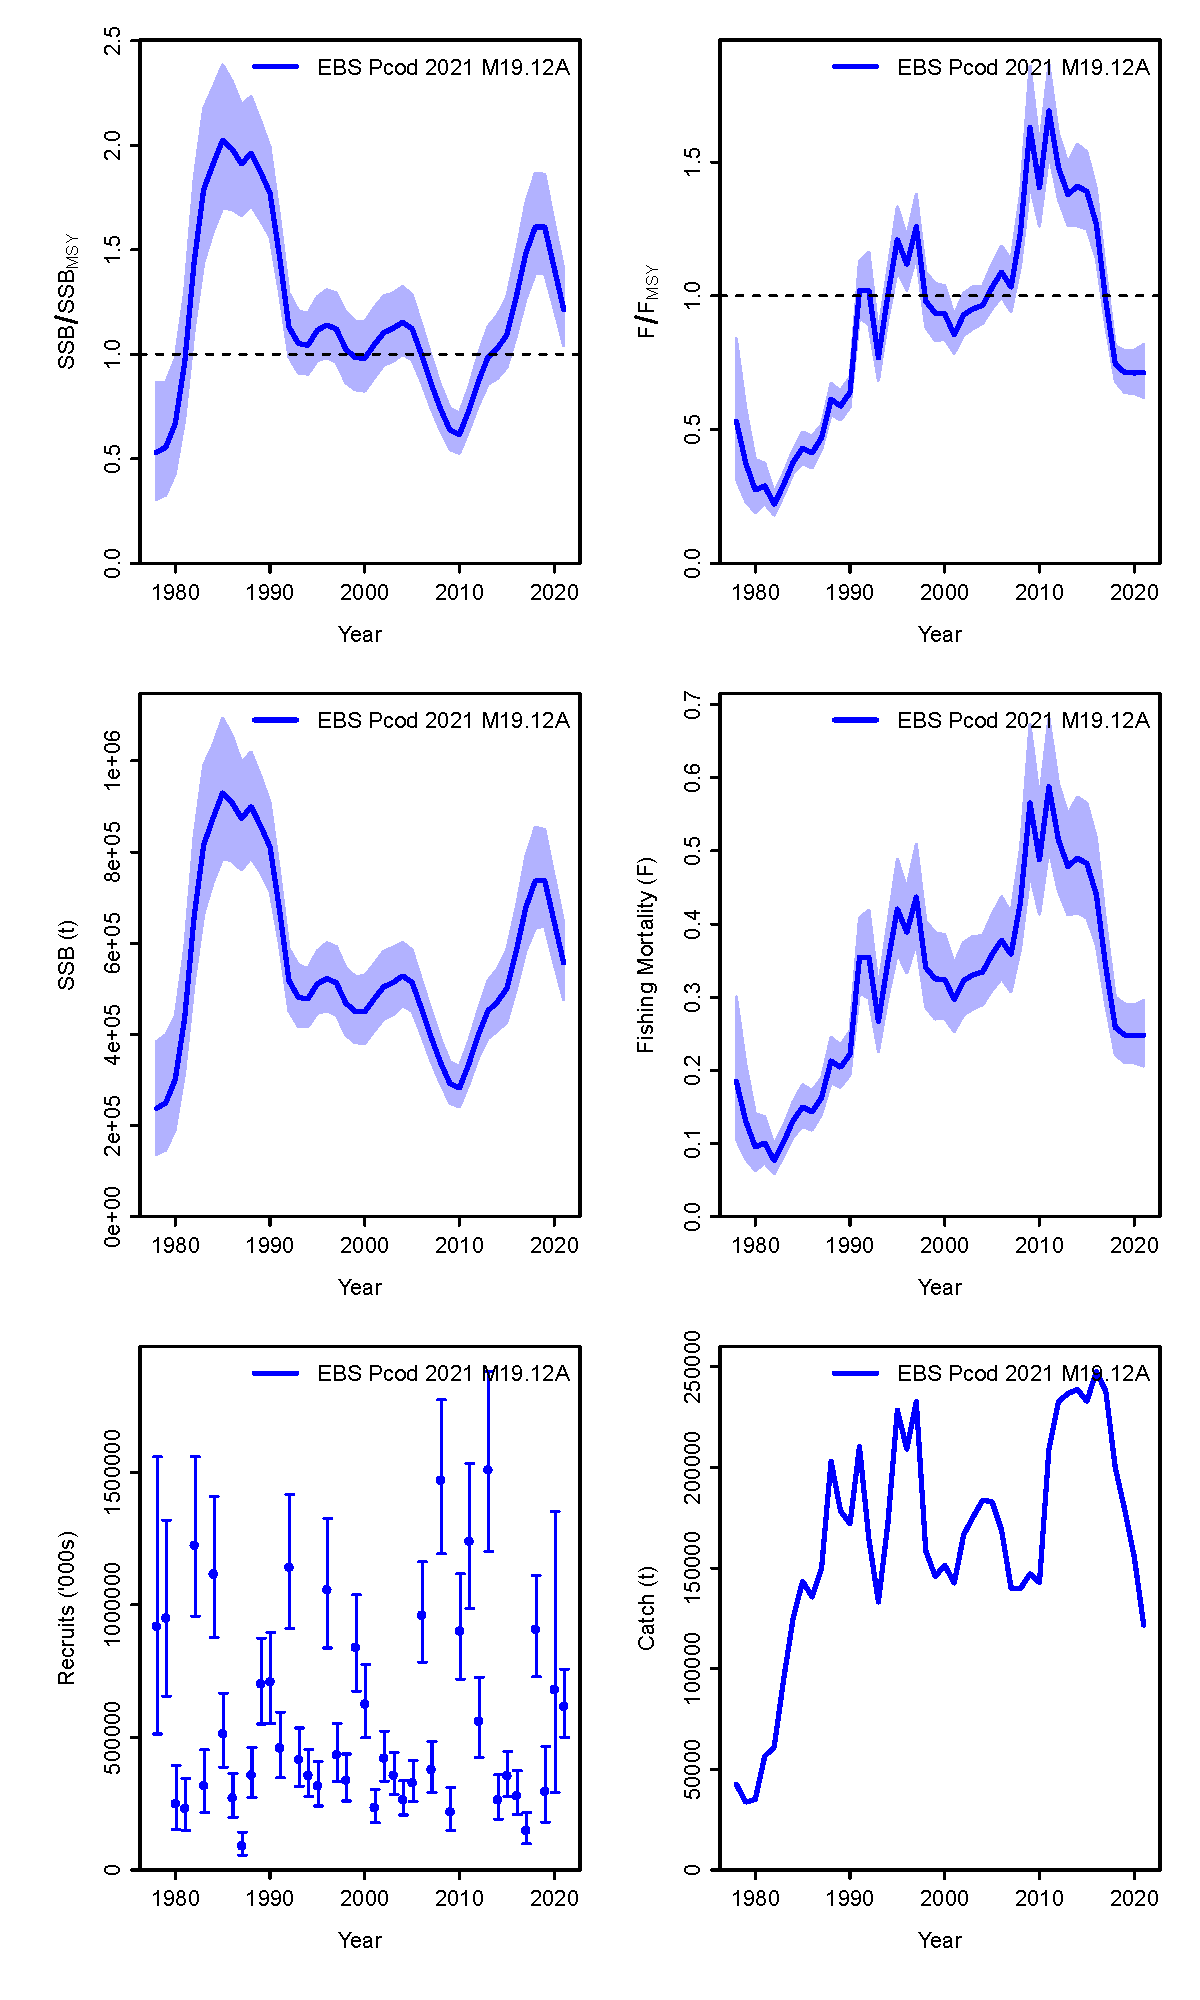 EBS Pcod 2021 M19.12A
SSB/SSBMSY
2.5
2.0
1.5
1.0
0.5
0.0
1980 1990 2000 2010 2020
Year
EBS Pcod 2021 M19.12A
F/FMSY
1.5
1.0
0.5
0.0
1980 1990 2000 2010 2020
Year
EBS Pcod 2021 M19.12A
SSB (t)
1e+06
8e+05
6e+05
4e+05
2e+05
0e+00
1980 1990 2000 2010 2020
Year
EBS Pcod 2021 M19.12A
Fishing Mortality (F)
0.7
0.6
0.5
0.4
0.3
0.2
0.1
0.0
1980 1990 2000 2010 2020
Year
EBS Pcod 2021 M19.12A
Recruits ('000s)
1500000
1000000
500000
0
1980 1990 2000 2010 2020
Year
EBS Pcod 2021 M19.12A
Catch (t)
250000
200000
150000
100000
50000
0
1980 1990 2000 2010 2020
Year